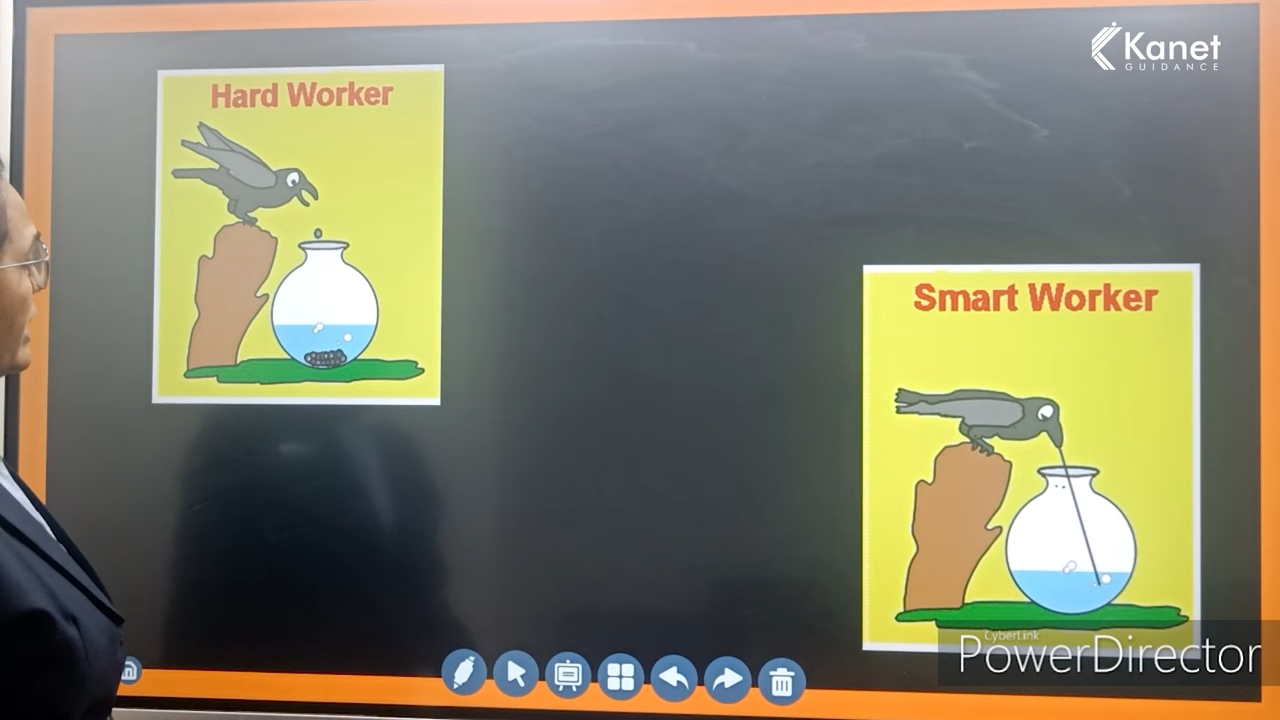 Kanet
GUIDANCE
Hard Worker
Smart Worker
CyberLink
PowerDirector